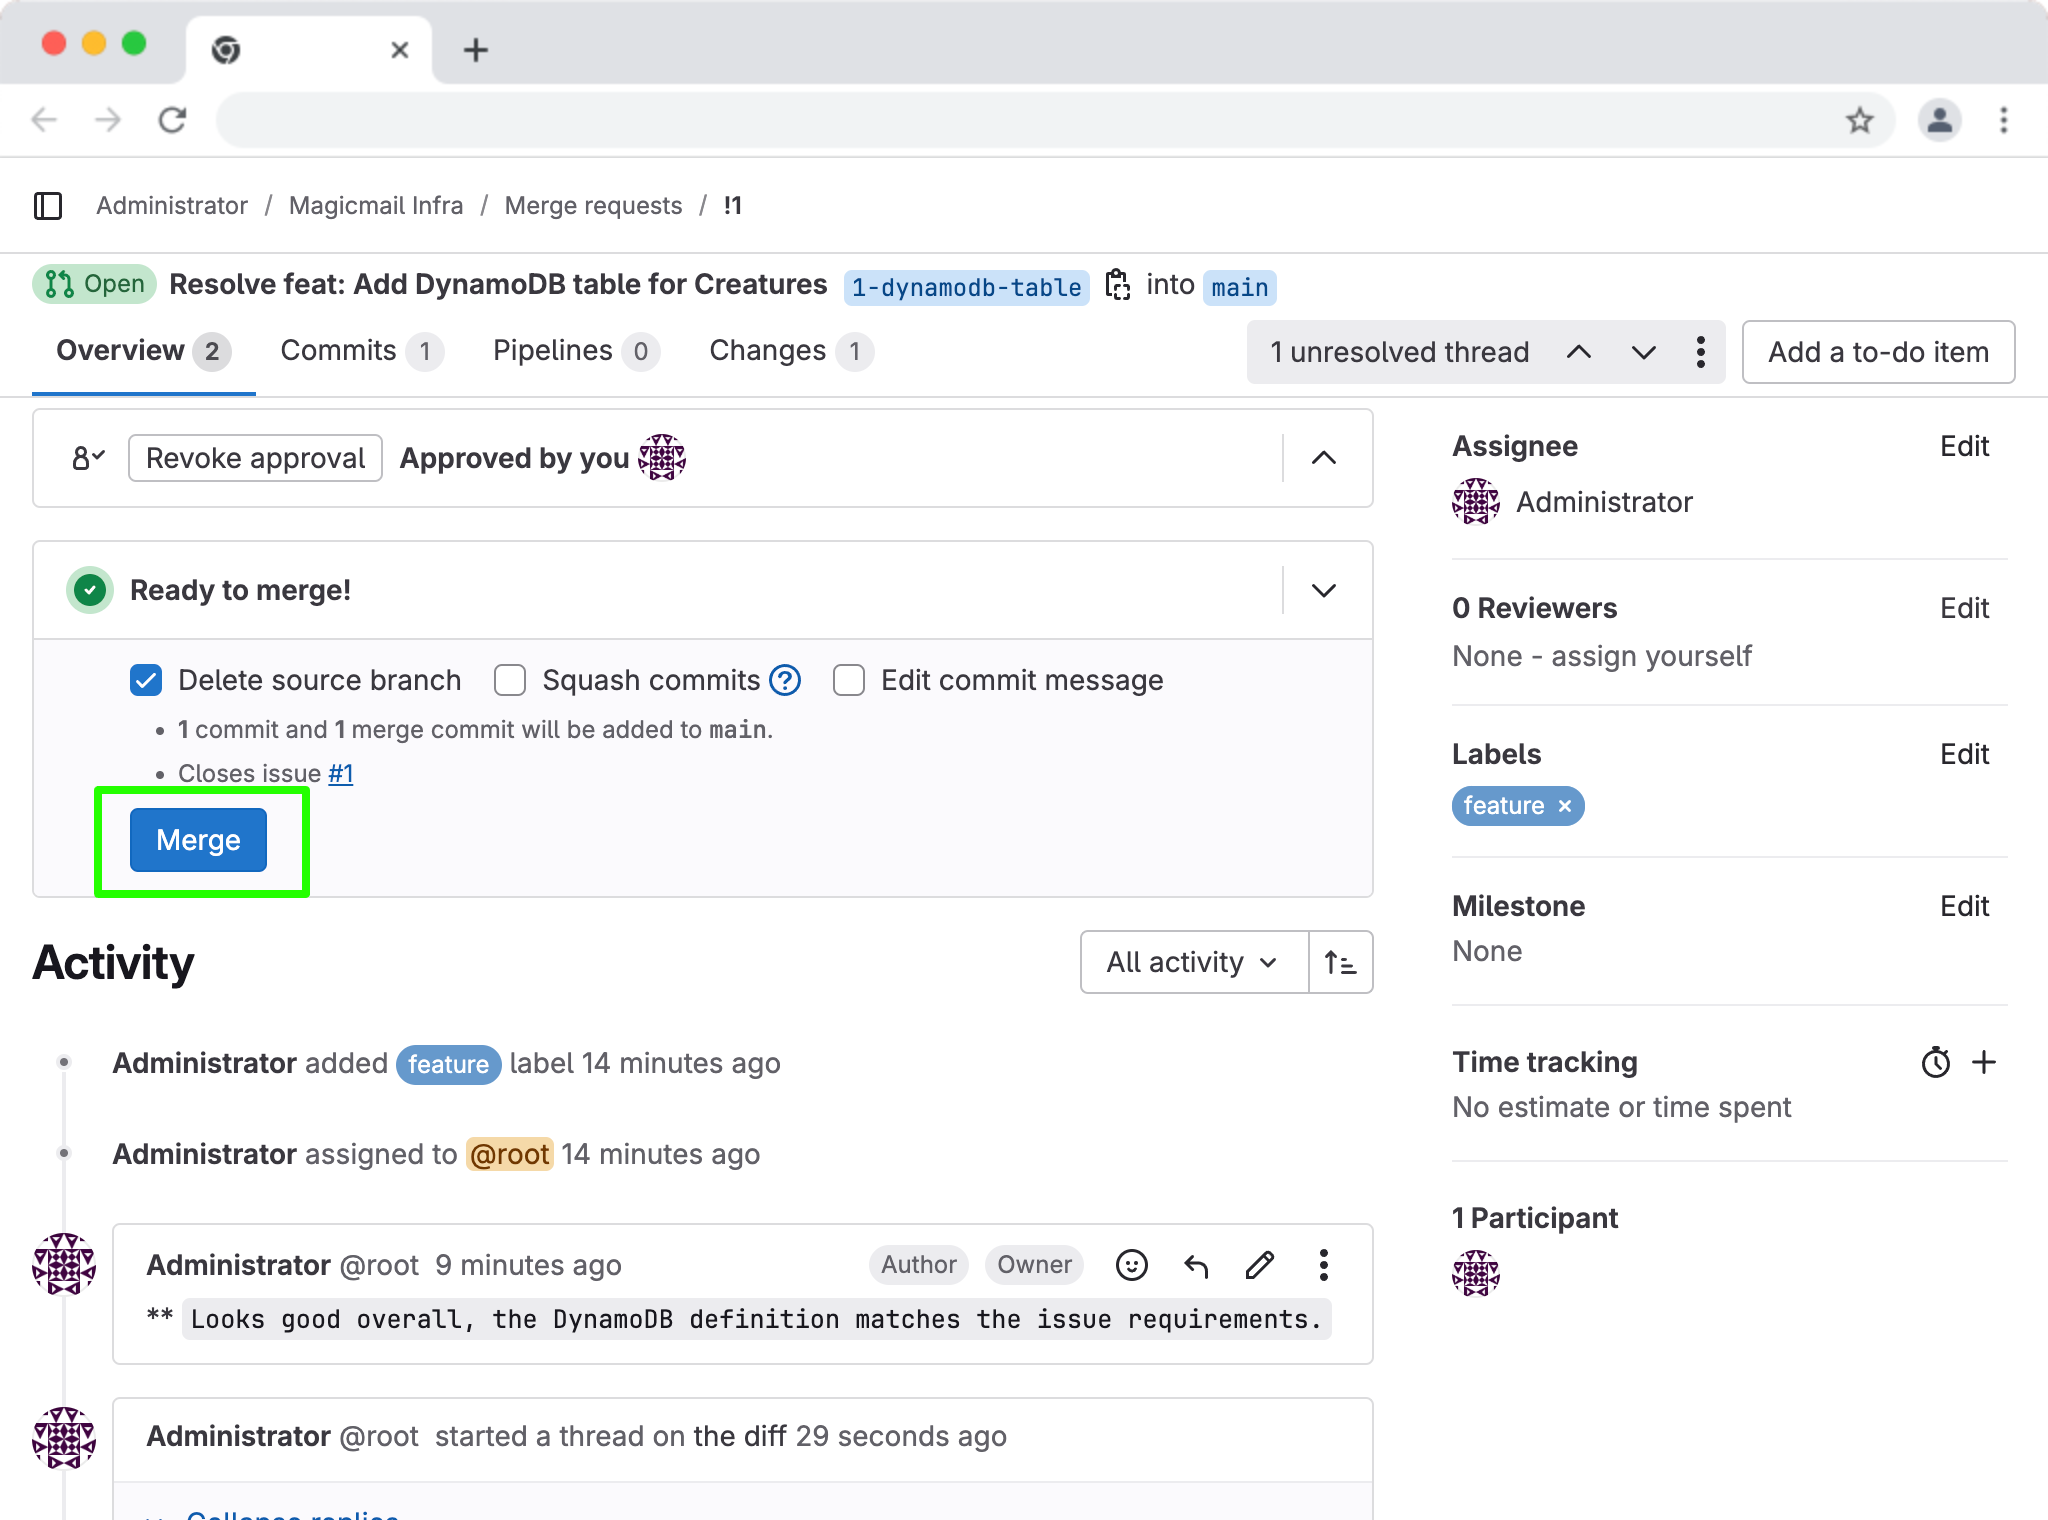 Administrator / Magicmail Infra / Merge requests / !1
Open Resolve feat: Add DynamoDB table for Creatures 1-dynamodb-table into main
Overview 2 Commits 1 Pipelines 0 Changes 1 1 unresolved thread Add a to-do item
Revoke approval Approved by you
Ready to merge!
Delete source branch Squash commits ? Edit commit message
• 1 commit and 1 merge commit will be added to main.
• Closes issue #1
Merge
Activity
All activity
Administrator added feature label 14 minutes ago
Administrator assigned to @root 14 minutes ago
Administrator @root 9 minutes ago Author Owner
** Looks good overall, the DynamoDB definition matches the issue requirements.
Administrator @root started a thread on the diff 29 seconds ago
Collapse replies
Assignee Edit
Administrator
0 Reviewers Edit
None - assign yourself
Labels Edit
feature ×
Milestone Edit
None
Time tracking
No estimate or time spent
1 Participant